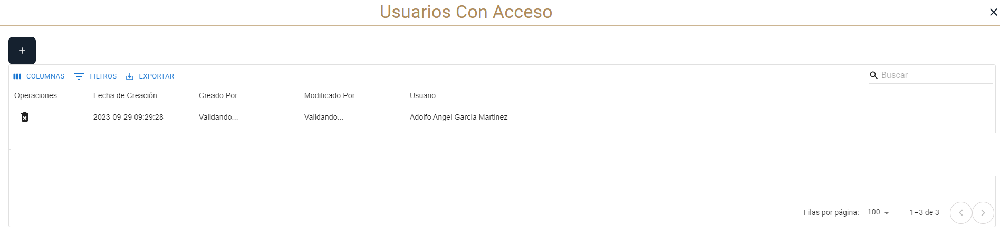 Usuarios Con Acceso
COLUMNAS FILTROS EXPORTAR Buscar
Operaciones Fecha de Creación Creado Por Modificado Por Usuario
2023-09-29 09:29:28 Validando... Validando... Adolfo Angel Garcia Martinez
Filas por página: 100 1–3 de 3